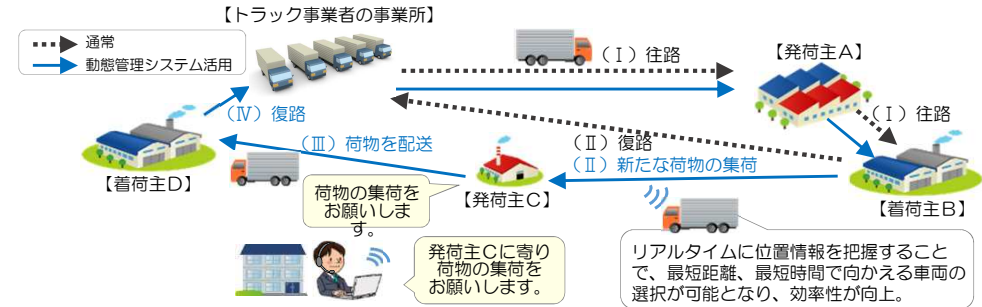 【トラック事業者の事業所】
通常
動態管理システム活用
（Ⅰ）往路
【発荷主A】
（Ⅰ）往路
（Ⅳ）復路
（Ⅲ）荷物を配送
（Ⅱ）復路
（Ⅱ）新たな荷物の集荷
【着荷主D】
【発荷主C】
【着荷主B】
荷物の集荷を
お願いしま
す。
発荷主Cに寄り
荷物の集荷を
お願いします。
リアルタイムに位置情報を把握すること
で、最短距離、最短時間で向かえる車両の
選択が可能となり、効率性が向上。